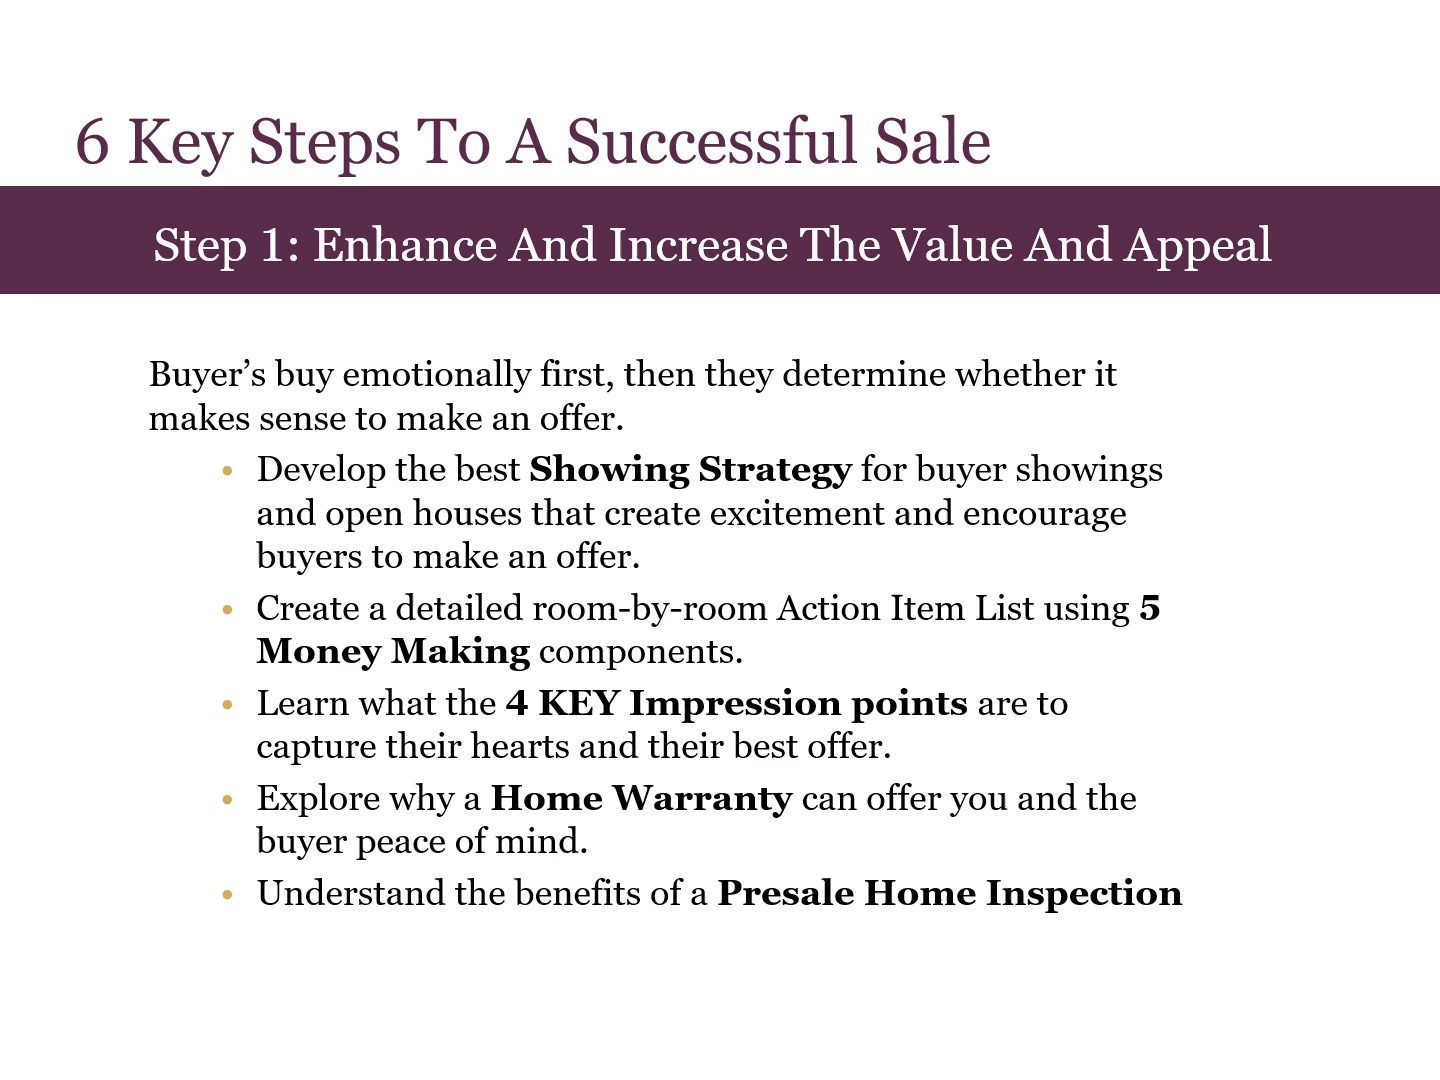 6 Key Steps To A Successful Sale
Step 1: Enhance And Increase The Value And Appeal
Buyer’s buy emotionally first, then they determine whether it
makes sense to make an offer.
• Develop the best Showing Strategy for buyer showings
and open houses that create excitement and encourage
buyers to make an offer.
• Create a detailed room-by-room Action Item List using 5
Money Making components.
• Learn what the 4 KEY Impression points are to
capture their hearts and their best offer.
• Explore why a Home Warranty can offer you and the
buyer peace of mind.
• Understand the benefits of a Presale Home Inspection